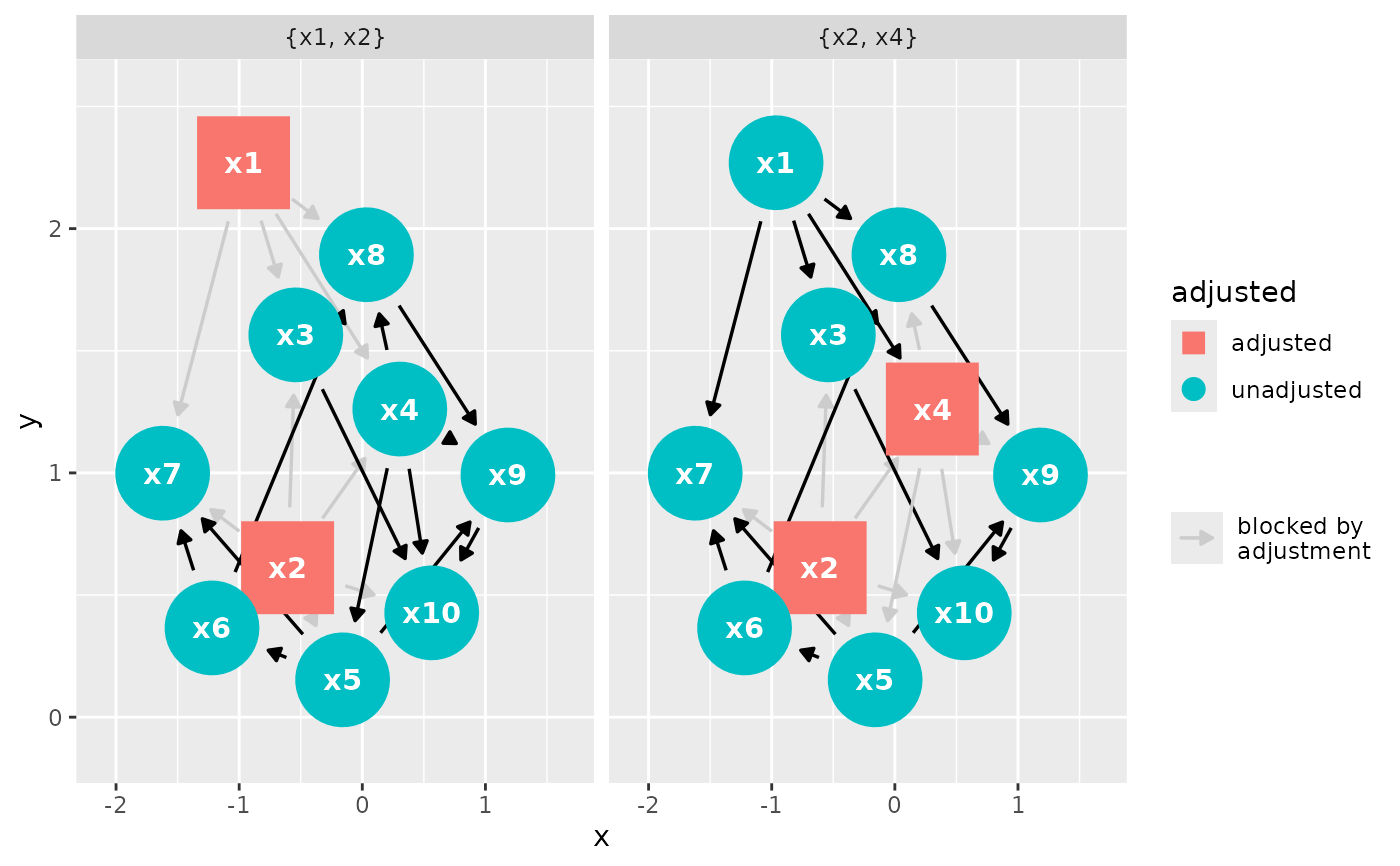 {x1, x2}
{x2, x4}
x1
x8
x3
x4
x7
x9
x2
x6
x10
x5
x1
x8
x3
x4
x7
x9
x2
x6
x10
x5
2
1
0
y
-2
-1
0
1
-2
-1
0
1
x
adjusted
adjusted
unadjusted
blocked by
adjustment